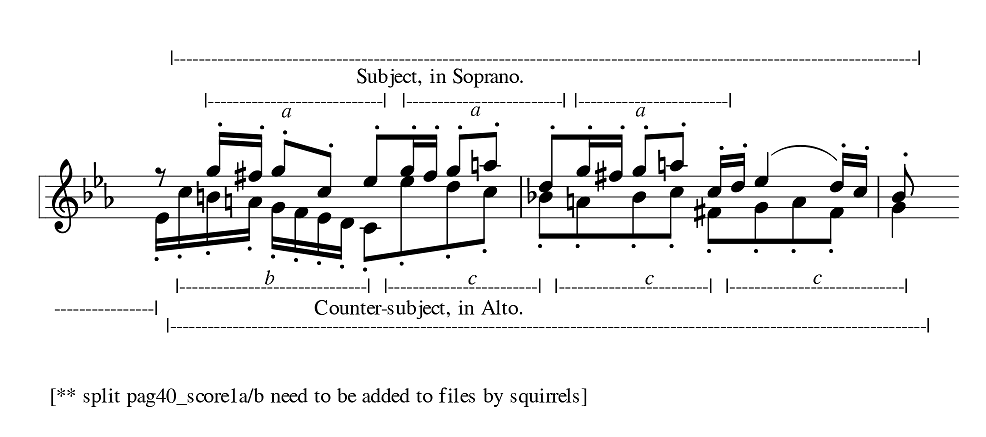 Subject, in Soprano.
a a a
b c c c
Counter-subject, in Alto.
[** split pag40_score1a/b need to be added to files by squirrels]